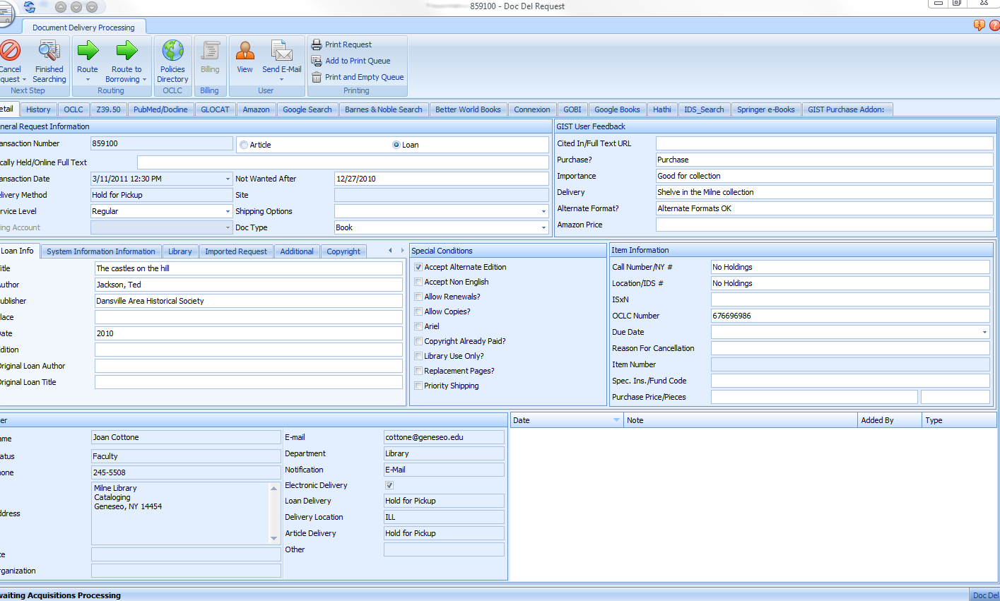 859100 - Doc Del Request
Document Delivery Processing
Cancel
quest
Finished
Searching
Next Step
Route
Route to
Borrowing
Routing
Policies
Directory
OCLC
Billing
Billing
View
Send E-Mail
User
Print Request
Add to Print Queue
Print and Empty Queue
Printing
etail History OCLC Z39.50 PubMed/Docline GLOCAT Amazon Google Search Barnes & Noble Search Better World Books Connexion GOBI Google Books Hathi IDS_Search Springer e-Books GIST Purchase Addon:
neral Request Information
ansaction Number 859100 Article Loan
cally Held/Online Full Text
ansaction Date 3/11/2011 12:30 PM Not Wanted After 12/27/2010
elivery Method Hold for Pickup Site
rvice Level Regular Shipping Options
ing Account Doc Type Book
GIST User Feedback
Cited In/Full Text URL
Purchase? Purchase
Importance Good for collection
Delivery Shelve in the Milne collection
Alternate Format? Alternate Formats OK
Amazon Price
Loan Info System Information Information Library Imported Request Additional Copyright
itle The castles on the hill
uthor Jackson, Ted
ublisher Dansville Area Historical Society
lace
ate 2010
dition
riginal Loan Author
riginal Loan Title
Special Conditions
Accept Alternate Edition
Accept Non English
Allow Renewals?
Allow Copies?
Ariel
Copyright Already Paid?
Library Use Only?
Replacement Pages?
Priority Shipping
Item Information
Call Number/NY # No Holdings
Location/IDS # No Holdings
ISxN
OCLC Number 676696986
Due Date
Reason For Cancellation
Item Number
Spec. Ins./Fund Code
Purchase Price/Pieces
er
ame Joan Cottone
atus Faculty
hone 245-5508
ddress
Milne Library
Cataloging
Geneseo, NY 14454
te
rganization
E-mail cottone@geneseo.edu
Department Library
Notification E-Mail
Electronic Delivery
Loan Delivery Hold for Pickup
Delivery Location ILL
Article Delivery Hold for Pickup
Other
Date Note Added By Type
waiting Acquisitions Processing
Doc Del